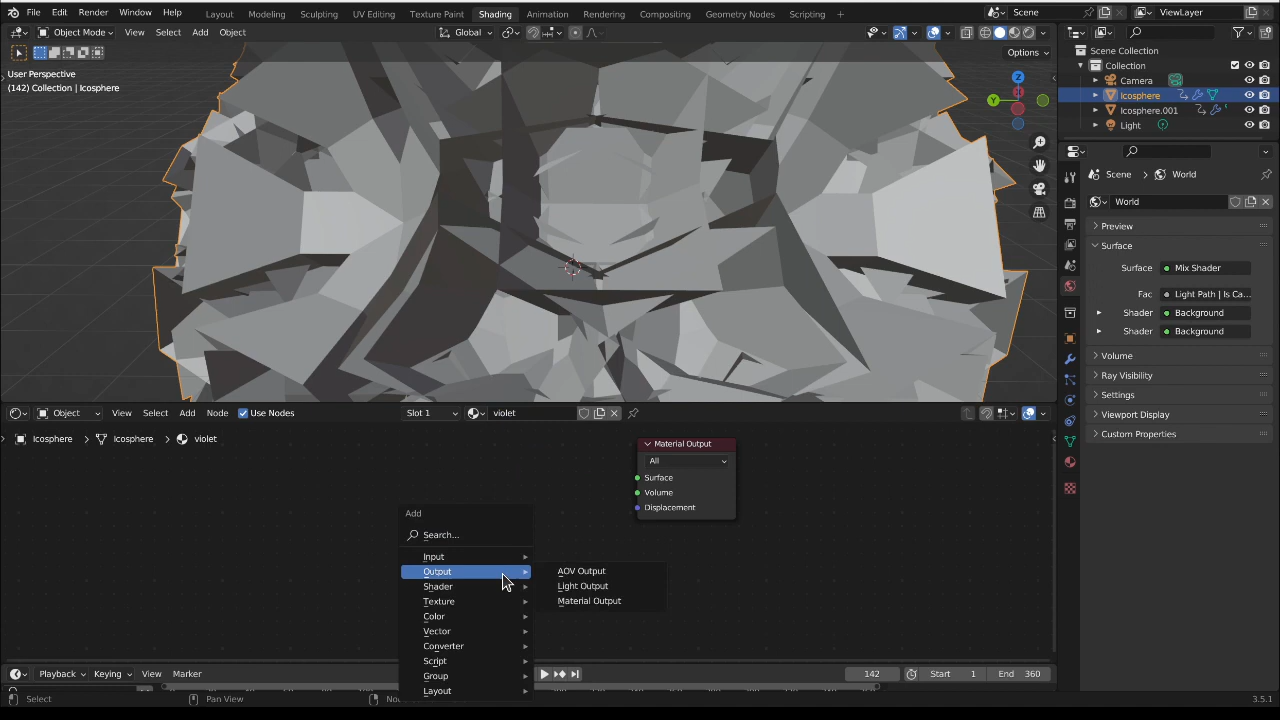 File Edit Render Window Help Layout Modeling Sculpting UV Editing Texture Paint Shading Animation Rendering Compositing Geometry Nodes Scripting + Scene ViewLayer
Object Mode View Select Add Object Global
Options
User Perspective
(142) Collection | Icosphere
Z
Y
Scene Collection
Collection
Camera
Icosphere
Icosphere.001
Light
Scene > World
World
Preview
Surface
Surface Mix Shader
Fac Light Path | Is Ca...
Shader Background
Shader Background
Volume
Ray Visibility
Settings
Viewport Display
Custom Properties
Object View Select Add Node Use Nodes Slot 1 violet
Icosphere > Icosphere > violet
Material Output
All
Surface
Volume
Displacement
Add
Search...
Input
Output
Shader
Texture
Color
Vector
Converter
Script
Group
Layout
AOV Output
Light Output
Material Output
Playback Keying View Marker 142 Start 1 End 360
Select Pan View 3.5.1